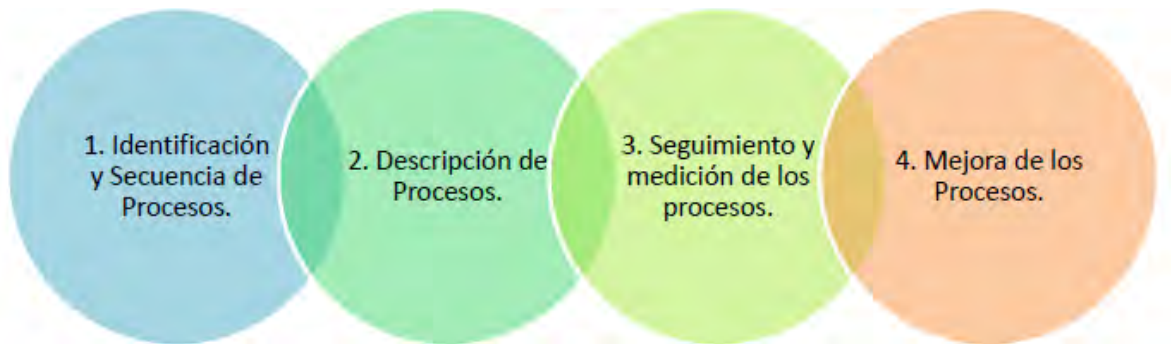 1. Identificación
y Secuencia de
Procesos.
2. Descripción de
Procesos.
3. Seguimiento y
medición de los
procesos.
4. Mejora de los
Procesos.